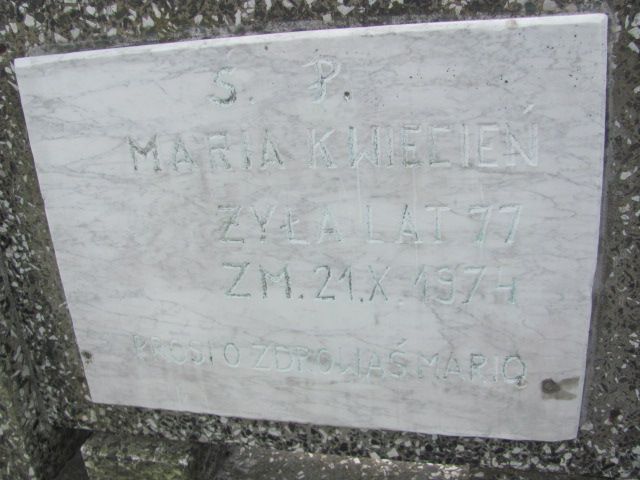 Ś. P.
MARIA KWIECIEŃ
ŻYŁA LAT 77
ZM. 21.X.1974
PROSI O ZDROWAŚ MARIO